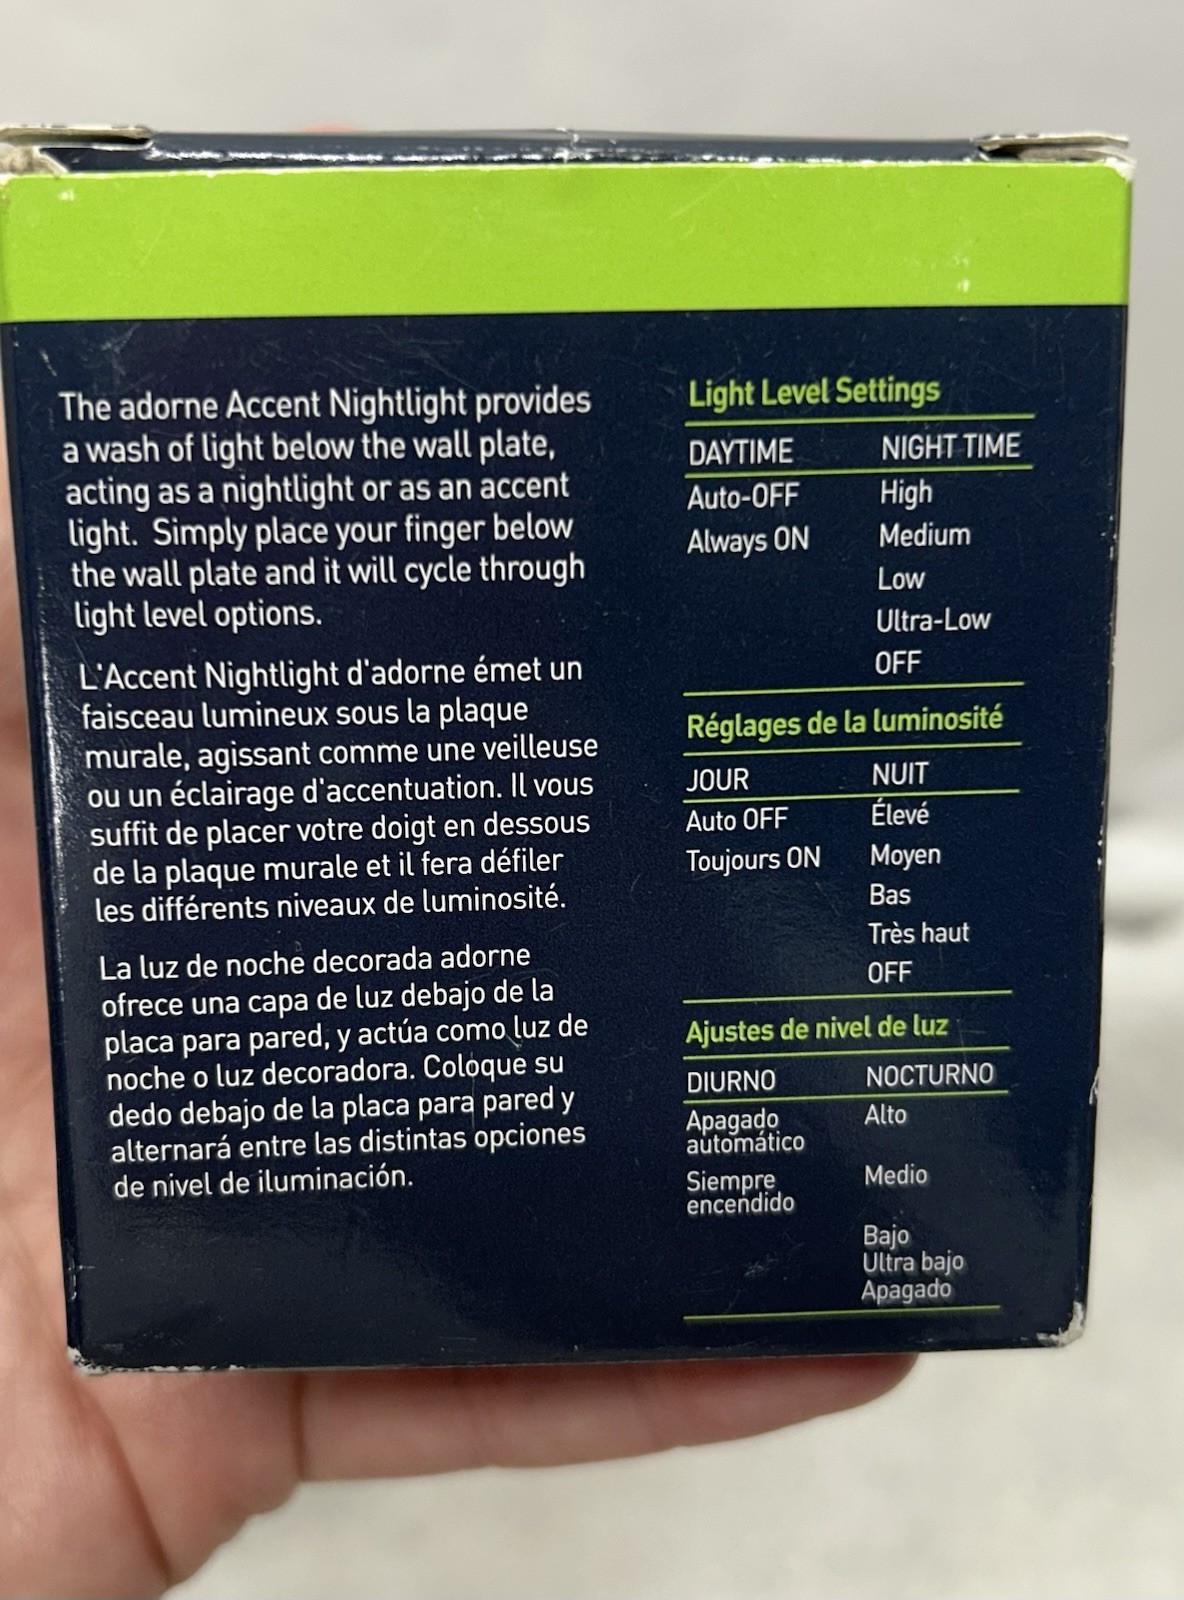 The adorne Accent Nightlight provides
a wash of light below the wall plate,
acting as a nightlight or as an accent
light. Simply place your finger below
the wall plate and it will cycle through
light level options.
L'Accent Nightlight d'adorne émet un
faisceau lumineux sous la plaque
murale, agissant comme une veilleuse
ou un éclairage d'accentuation. Il vous
suffit de placer votre doigt en dessous
de la plaque murale et il fera défiler
les différents niveaux de luminosité.
La luz de noche decorada adorne
ofrece una capa de luz debajo de la
placa para pared, y actúa como luz de
noche o luz decoradora. Coloque su
dedo debajo de la placa para pared y
alternará entre las distintas opciones
de nivel de iluminación.
Light Level Settings
DAYTIME NIGHT TIME
Auto-OFF High
Always ON Medium
Low
Ultra-Low
OFF
Réglages de la luminosité
JOUR NUIT
Auto OFF Élevé
Toujours ON Moyen
Bas
Très haut
OFF
Ajustes de nivel de luz
DIURNO NOCTURNO
Apagado Alto
automático
Siempre Medio
encendido
Bajo
Ultra bajo
Apagado